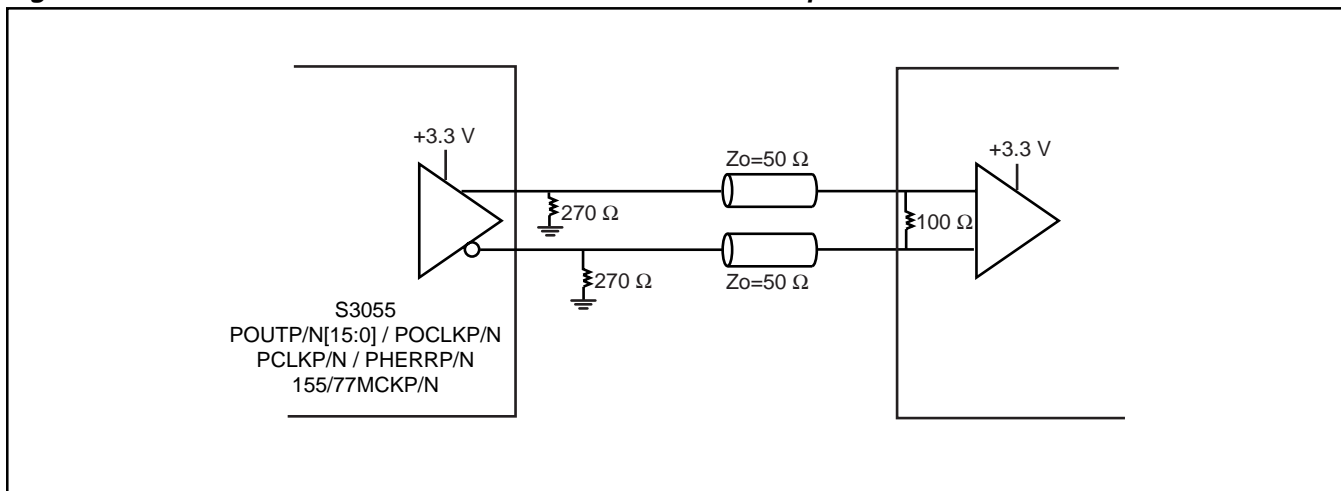 +3.3 V
Zo=50 Ω
+3.3 V
270 Ω
100 Ω
270 Ω
Zo=50 Ω
S3055
POUTP/N[15:0] / POCLKP/N
PCLKP/N / PHERRP/N
155/77MCKP/N